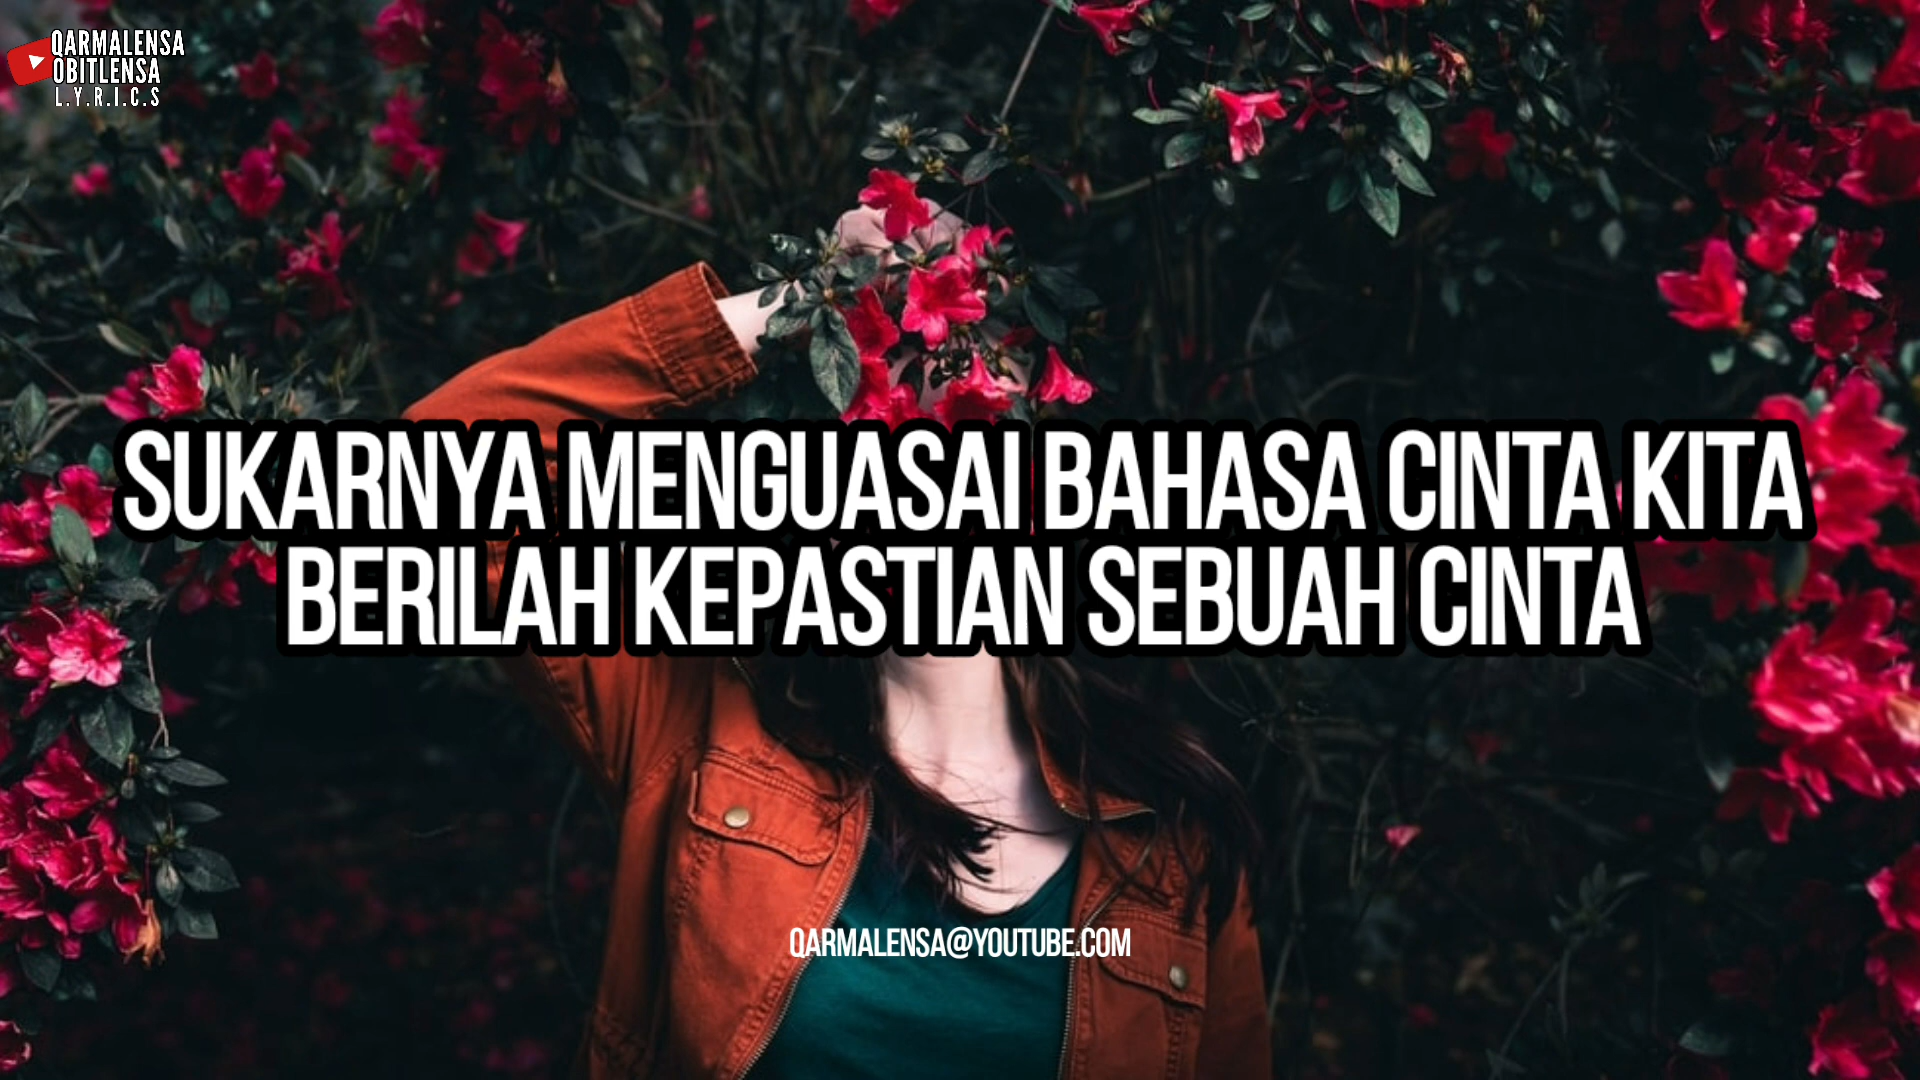 QARMALENSA
OBITLENSA
L.Y.R.I.C.S
SUKARNYA MENGUASAI BAHASA CINTA KITA
BERILAH KEPASTIAN SEBUAH CINTA
QARMALENSA@YOUTUBE.COM